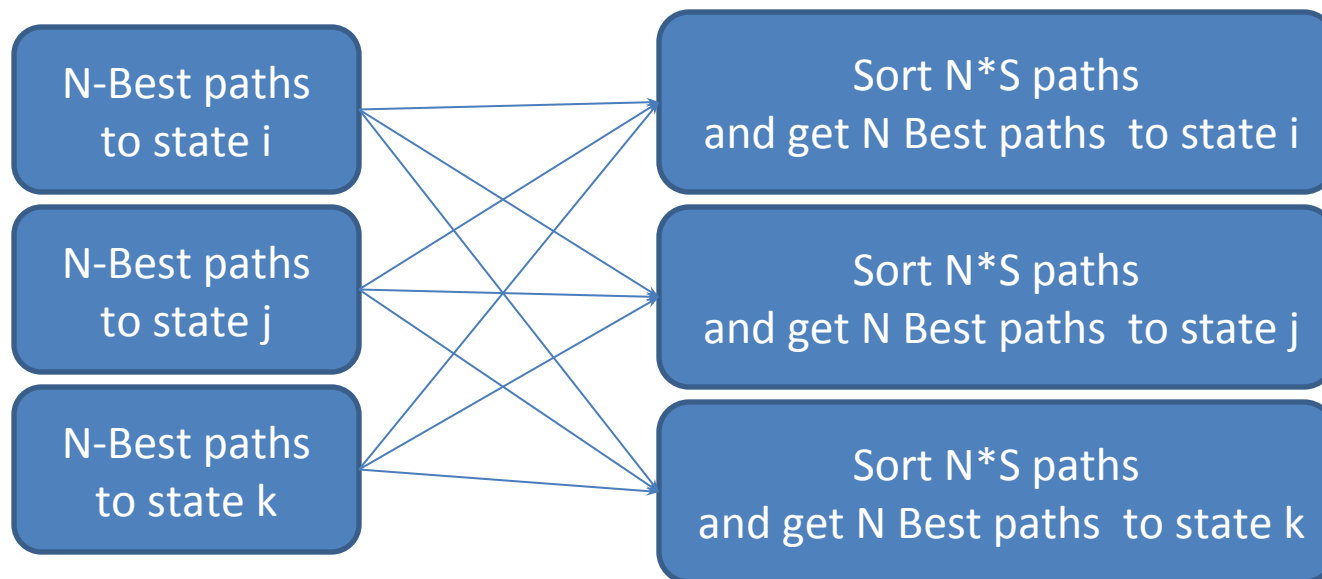 N-Best paths
to state i
N-Best paths
to state j
N-Best paths
to state k
Sort N*S paths
and get N Best paths  to state i
Sort N*S paths
and get N Best paths  to state j
Sort N*S paths
and get N Best paths  to state k